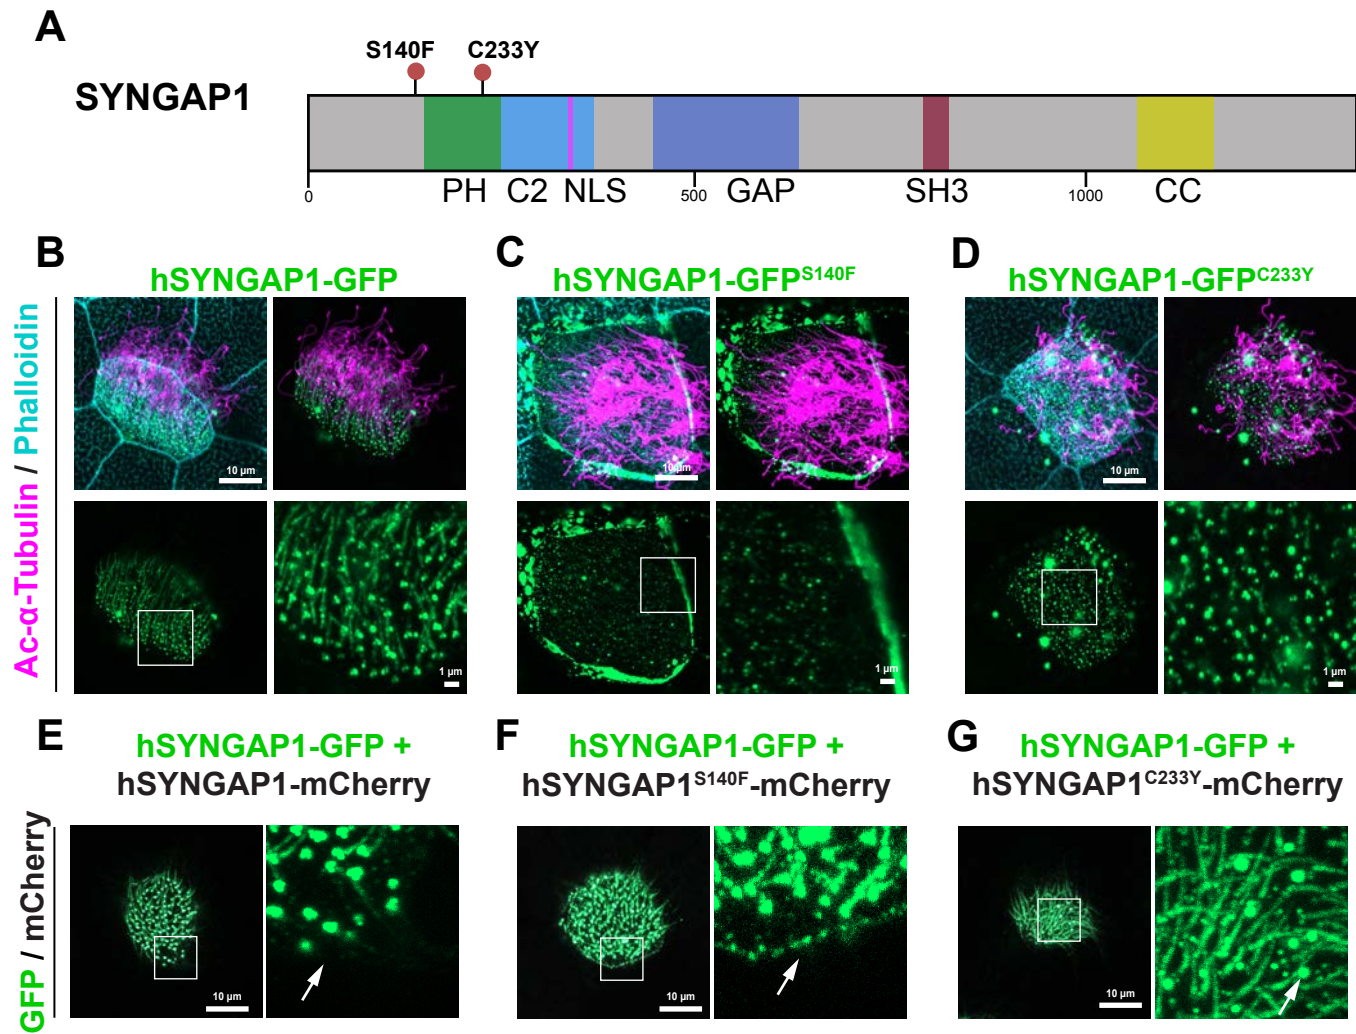 A
S140F C233Y
SYNGAP1
PH C2 NLS GAP SH3 CC
0 500 1000
B C D
hSYNGAP1-GFP hSYNGAP1-GFPS140F hSYNGAP1-GFPC233Y
Ac-α-Tubulin / Phalloidin
10 µm 10 µm 10 µm
1 µm 1 µm 1 µm
E F G
hSYNGAP1-GFP + hSYNGAP1-GFP + hSYNGAP1-GFP +
hSYNGAP1-mCherry hSYNGAP1S140F-mCherry hSYNGAP1C233Y-mCherry
GFP / mCherry
10 µm 10 µm 10 µm